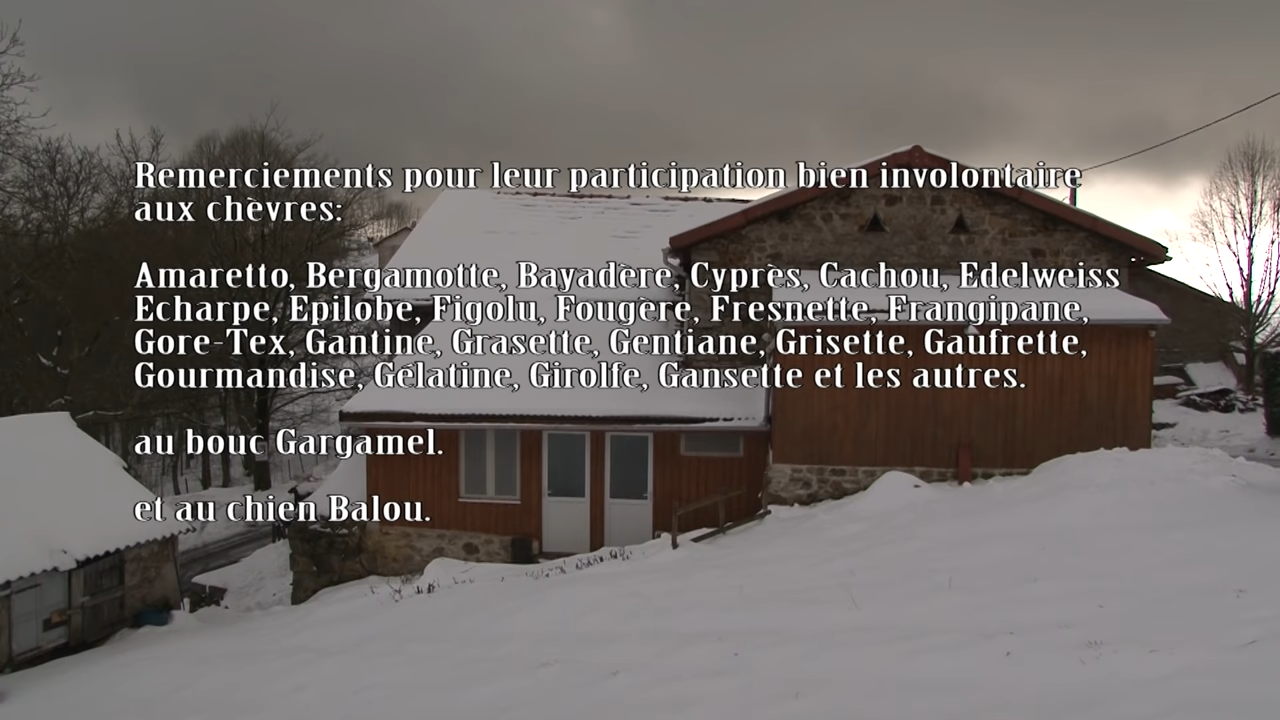 Remerciements pour leur participation bien involontaire
aux chèvres:
Amaretto, Bergamotte, Bayadère, Cyprès, Cachou, Edelweiss
Echarpe, Epilobe, Figolu, Fougère, Fresnette, Frangipane,
Gore-Tex, Gantine, Grasette, Gentiane, Grisette, Gaufrette,
Gourmandise, Gélatine, Girolfe, Gansette et les autres.
au bouc Gargamel.
et au chien Balou.